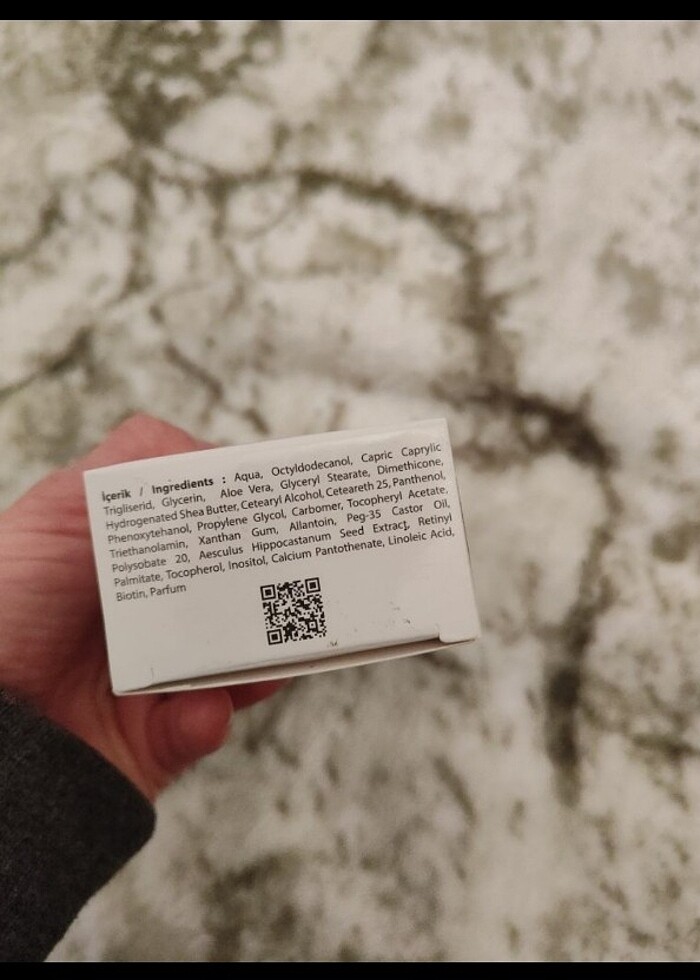 İçerik / Ingredients : Aqua, Octyldodecanol, Capric Caprylic
Trigliserid, Glycerin, Aloe Vera, Glyceryl Stearate, Dimethicone,
Hydrogenated Shea Butter, Cetearyl Alcohol, Ceteareth 25, Panthenol,
Phenoxytehanol, Propylene Glycol, Carbomer, Tocopheryl Acetate,
Triethanolamin, Xanthan Gum, Allantoin, Peg-35 Castor Oil,
Polysobate 20, Aesculus Hippocastanum Seed Extract, Retinyl
Palmitate, Tocopherol, Inositol, Calcium Pantothenate, Linoleic Acid,
Biotin, Parfum